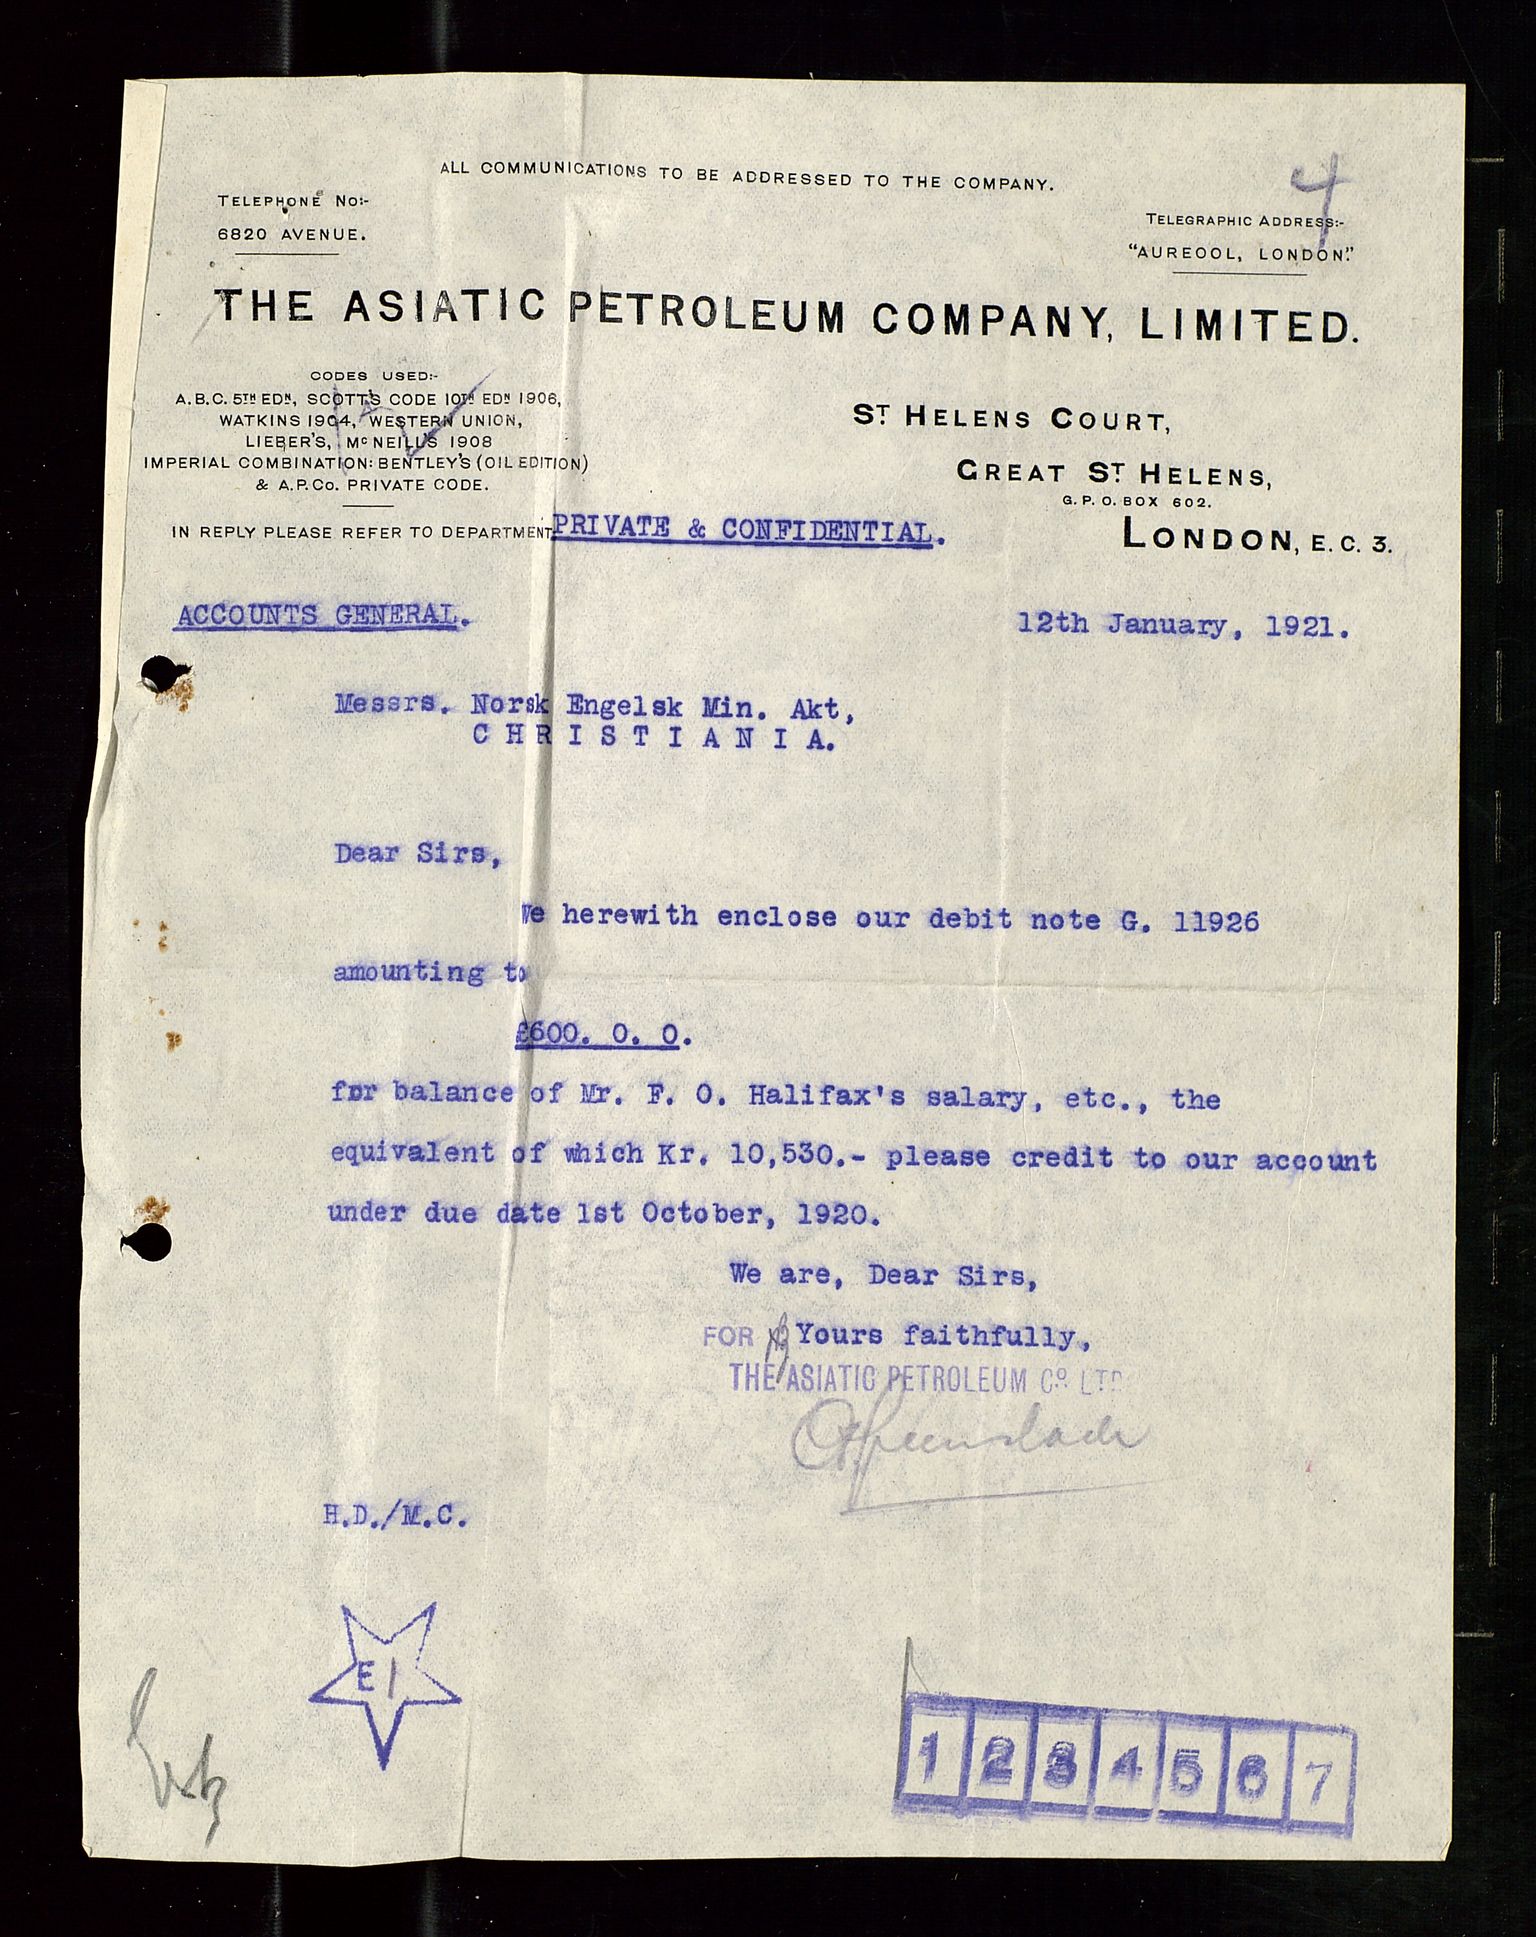 4
ALL COMMUNICATIONS TO BE ADDRESSED TO THE COMPANY.
TELEPHONE NO:-
6820 AVENUE.
TELEGRAPHIC ADDRESS:-
"AUREOOL, LONDON."
THE ASIATIC PETROLEUM COMPANY, LIMITED.
CODES USED:-
A.B.C. 5TH EDN, SCOTT'S CODE 10TH EDN 1906,
WATKINS 1904, WESTERN UNION,
LIEBER'S, McNEILL'S 1908
IMPERIAL COMBINATION: BENTLEY'S (OIL EDITION)
& A.P.Co. PRIVATE CODE.
ST HELENS COURT,
GREAT ST HELENS,
G.P.O. BOX 602.
LONDON, E.C. 3.
IN REPLY PLEASE REFER TO DEPARTMENT
PRIVATE & CONFIDENTIAL.
ACCOUNTS GENERAL.
12th January, 1921.
Messrs. Norsk Engelsk Min. Akt,
C H R I S T I A N I A.
Dear Sirs,
We herewith enclose our debit note G. 11926
amounting to
£600. 0. 0.
for balance of Mr. F. O. Halifax's salary, etc., the
equivalent of which Kr. 10,530.- please credit to our account
under due date 1st October, 1920.
We are, Dear Sirs,
FOR Yours faithfully,
THE ASIATIC PETROLEUM Co. LTD
H.D./M.C.
E1
1 2 3 4 5 6 7